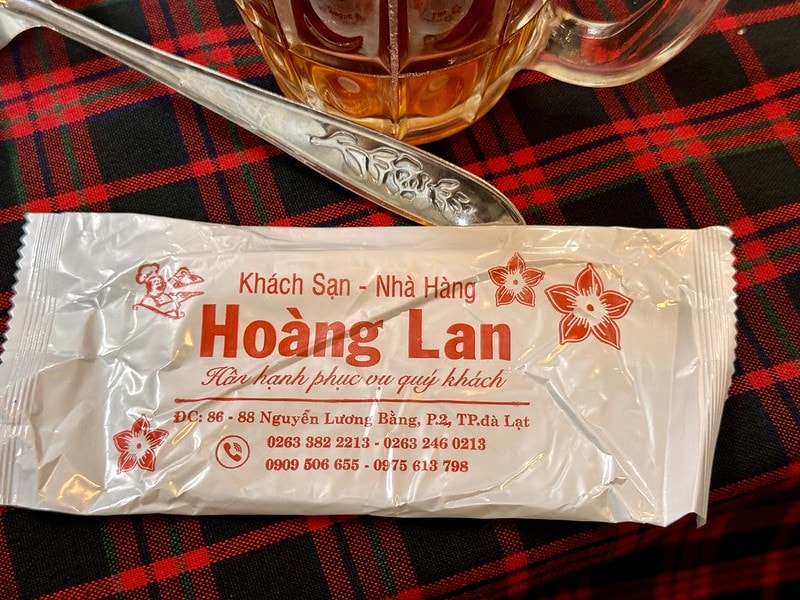 Khách Sạn - Nhà Hàng
Hoàng Lan
Hân hạnh phục vụ quý khách
ĐC: 86 - 88 Nguyễn Lương Bằng, P.2, TP.đà Lạt
0263 382 2213 - 0263 246 0213
0909 506 655 - 0975 613 798